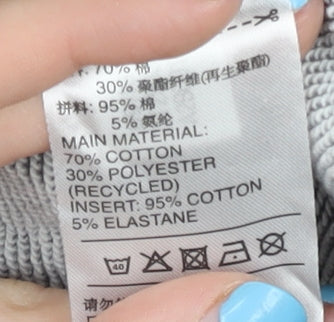 70% 棉
30% 聚酯纤维(再生聚酯)
拼料: 95% 棉
5% 氨纶
MAIN MATERIAL:
70% COTTON
30% POLYESTER
(RECYCLED)
INSERT: 95% COTTON
5% ELASTANE
40
请勿